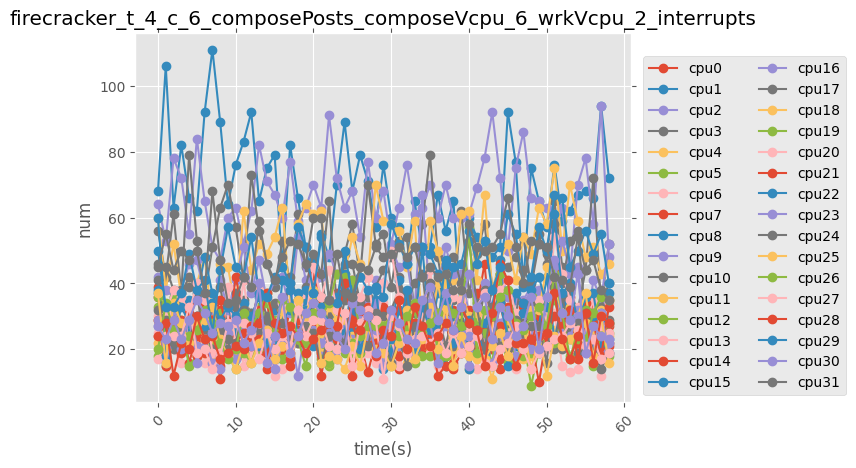 firecracker_t_4_c_6_composePosts_composeVcpu_6_wrkVcpu_2_interrupts
num
100
80
60
40
20
0
10
20
30
40
50
60
time(s)
cpu0
cpu1
cpu2
cpu3
cpu4
cpu5
cpu6
cpu7
cpu8
cpu9
cpu10
cpu11
cpu12
cpu13
cpu14
cpu15
cpu16
cpu17
cpu18
cpu19
cpu20
cpu21
cpu22
cpu23
cpu24
cpu25
cpu26
cpu27
cpu28
cpu29
cpu30
cpu31